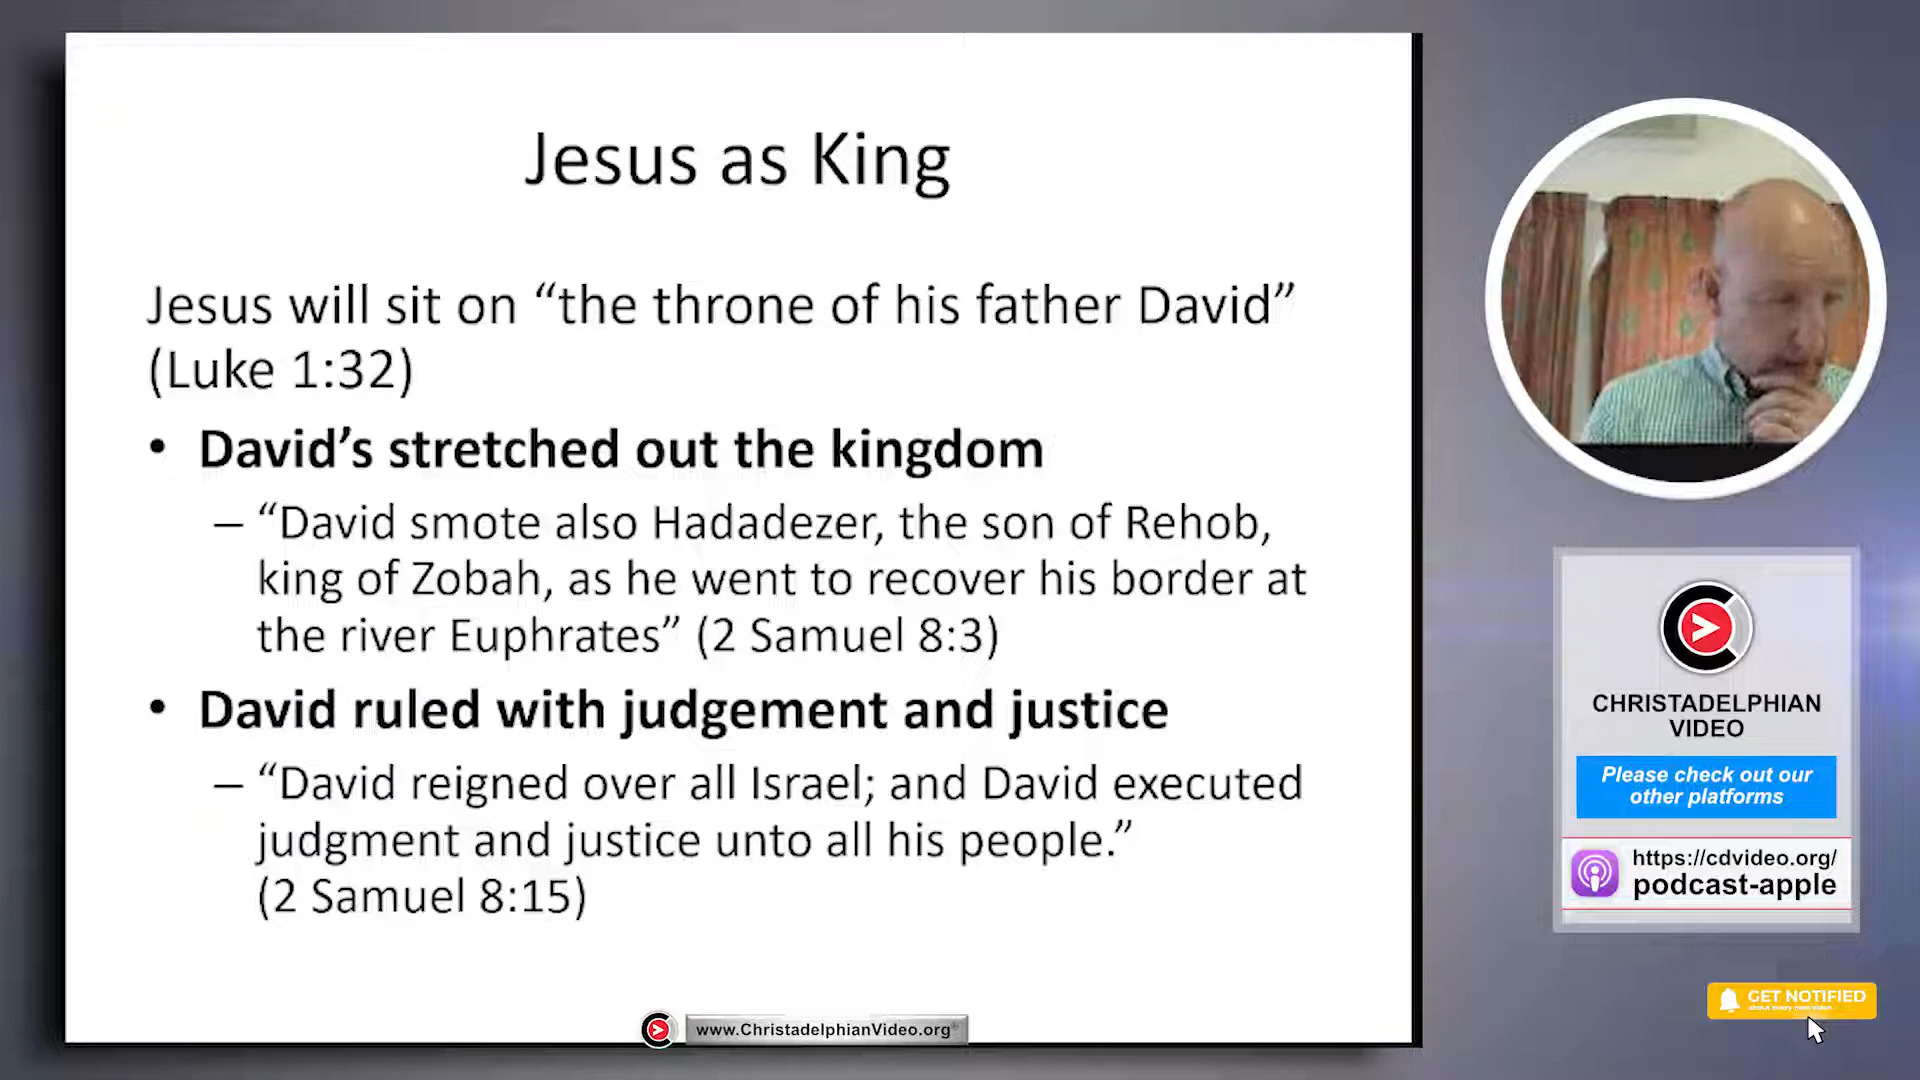 Jesus as King
Jesus will sit on “the throne of his father David”
(Luke 1:32)
• David’s stretched out the kingdom
– “David smote also Hadadezer, the son of Rehob,
king of Zobah, as he went to recover his border at
the river Euphrates” (2 Samuel 8:3)
• David ruled with judgement and justice
– “David reigned over all Israel; and David executed
judgment and justice unto all his people.”
(2 Samuel 8:15)
www.ChristadelphianVideo.org
CHRISTADELPHIAN
VIDEO
Please check out our
other platforms
https://cdvideo.org/
podcast-apple
GET NOTIFIED
about every new video